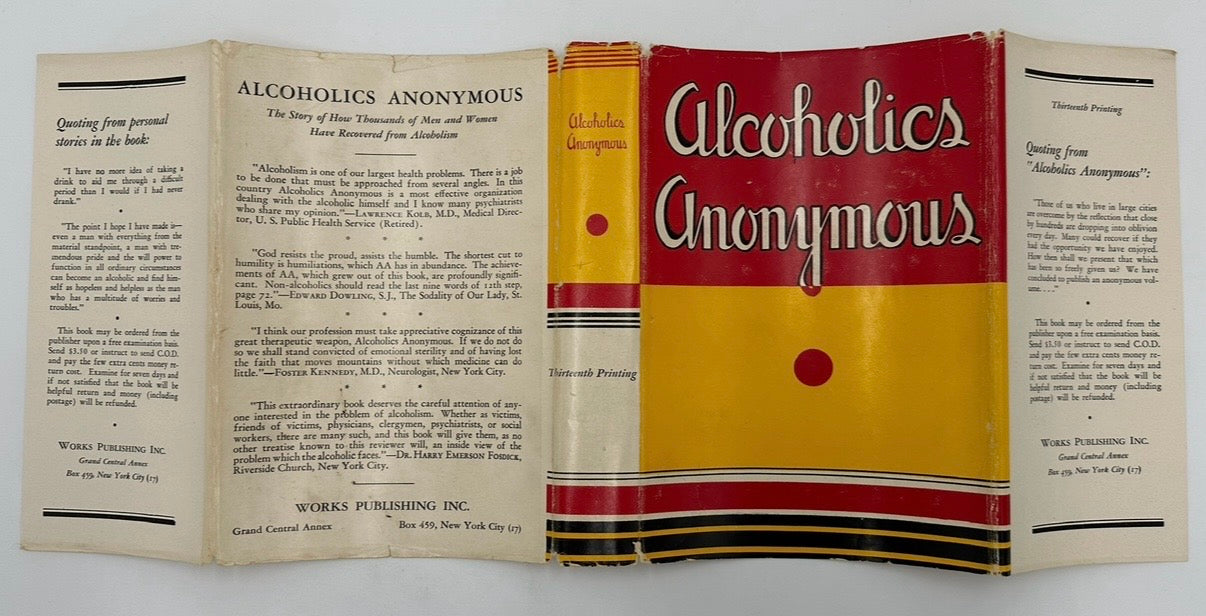 Quoting from personal
stories in the book:
"I have no more idea of taking a
drink to aid me through a difficult
period than I would if I had never
drank."
"The point I hope I have made is—
even a man with everything from the
material standpoint, a man with tre-
mendous pride and the will power to
function in all ordinary circumstances
can become an alcoholic and find him-
self as hopeless and helpless as the man
who has a multitude of worries and
troubles."
This book may be ordered from the
publisher upon a free examination basis.
Send $3.50 or instruct to send C.O.D.
and pay the few extra cents money re-
turn cost. Examine for seven days and
if not satisfied that the book will be
helpful return and money (including
postage) will be refunded.
WORKS PUBLISHING INC.
Grand Central Annex
Box 459, New York City (17)
ALCOHOLICS ANONYMOUS
The Story of How Thousands of Men and Women
Have Recovered from Alcoholism
"Alcoholism is one of our largest health problems. There is a job
to be done that must be approached from several angles. In this
country Alcoholics Anonymous is a most effective organization
dealing with the alcoholic himself and I know many psychiatrists
who share my opinion."—LAWRENCE KOLB, M.D., Medical Direc-
tor, U. S. Public Health Service (Retired).
* * *
"God resists the proud, assists the humble. The shortest cut to
humility is humiliations, which AA has in abundance. The achieve-
ments of AA, which grew out of this book, are profoundly signifi-
cant. Non-alcoholics should read the last nine words of 12th step,
page 72."—EDWARD DOWLING, S.J., The Sodality of Our Lady, St.
Louis, Mo.
* * *
"I think our profession must take appreciative cognizance of this
great therapeutic weapon, Alcoholics Anonymous. If we do not do
so we shall stand convicted of emotional sterility and of having lost
the faith that moves mountains without which medicine can do
little."—FOSTER KENNEDY, M.D., Neurologist, New York City.
* * *
"This extraordinary book deserves the careful attention of any-
one interested in the problem of alcoholism. Whether as victims,
friends of victims, physicians, clergymen, psychiatrists, or social
workers, there are many such, and this book will give them, as no
other treatise known to this reviewer will, an inside view of the
problem which the alcoholic faces."—DR. HARRY EMERSON FOSDICK,
Riverside Church, New York City.
WORKS PUBLISHING INC.
Grand Central Annex Box 459, New York City (17)
Alcoholics
Anonymous
Thirteenth Printing
Alcoholics
Anonymous
Thirteenth Printing
Quoting from
"Alcoholics Anonymous":
"Those of us who live in large cities
are overcome by the reflection that close
by hundreds are dropping into oblivion
every day. Many could recover if they
had the opportunity we have enjoyed.
How then shall we present that which
has been so freely given us? We have
concluded to publish an anonymous vol-
ume. . . ."
This book may be ordered from the
publisher upon a free examination basis.
Send $3.50 or instruct to send C.O.D.
and pay the few extra cents money re-
turn cost. Examine for seven days and
if not satisfied that the book will be
helpful return and money (including
postage) will be refunded.
WORKS PUBLISHING INC.
Grand Central Annex
Box 459, New York City (17)